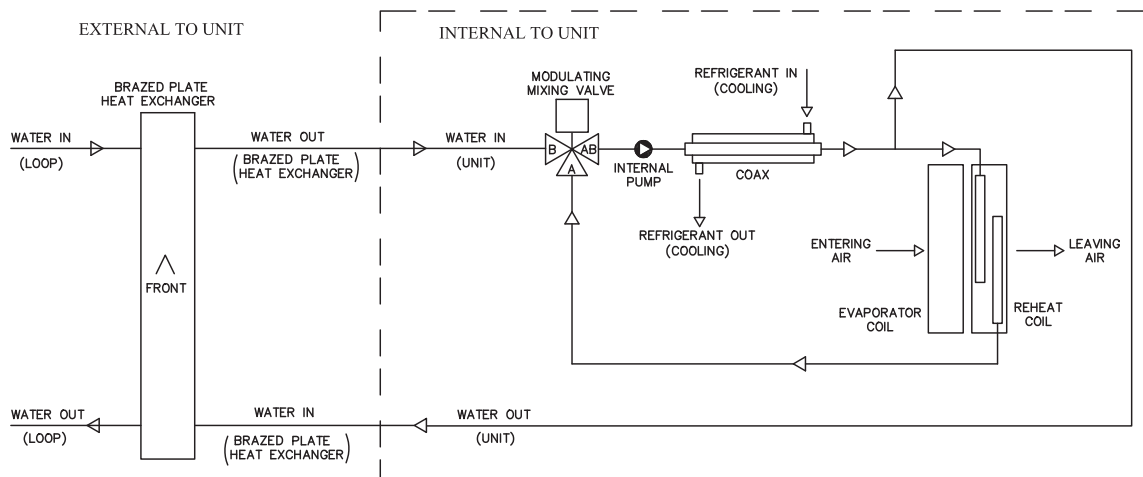 EXTERNAL TO UNIT
INTERNAL TO UNIT
BRAZED PLATE
HEAT EXCHANGER
MODULATING
MIXING VALVE
REFRIGERANT IN
(COOLING)
WATER IN
(LOOP)
WATER OUT
(BRAZED PLATE
HEAT EXCHANGER)
WATER IN
(UNIT)
B
AB
A
INTERNAL
PUMP
COAX
REFRIGERANT OUT
(COOLING)
ENTERING
AIR
LEAVING
AIR
FRONT
EVAPORATOR
COIL
REHEAT
COIL
WATER OUT
(LOOP)
WATER IN
(BRAZED PLATE
HEAT EXCHANGER)
WATER OUT
(UNIT)